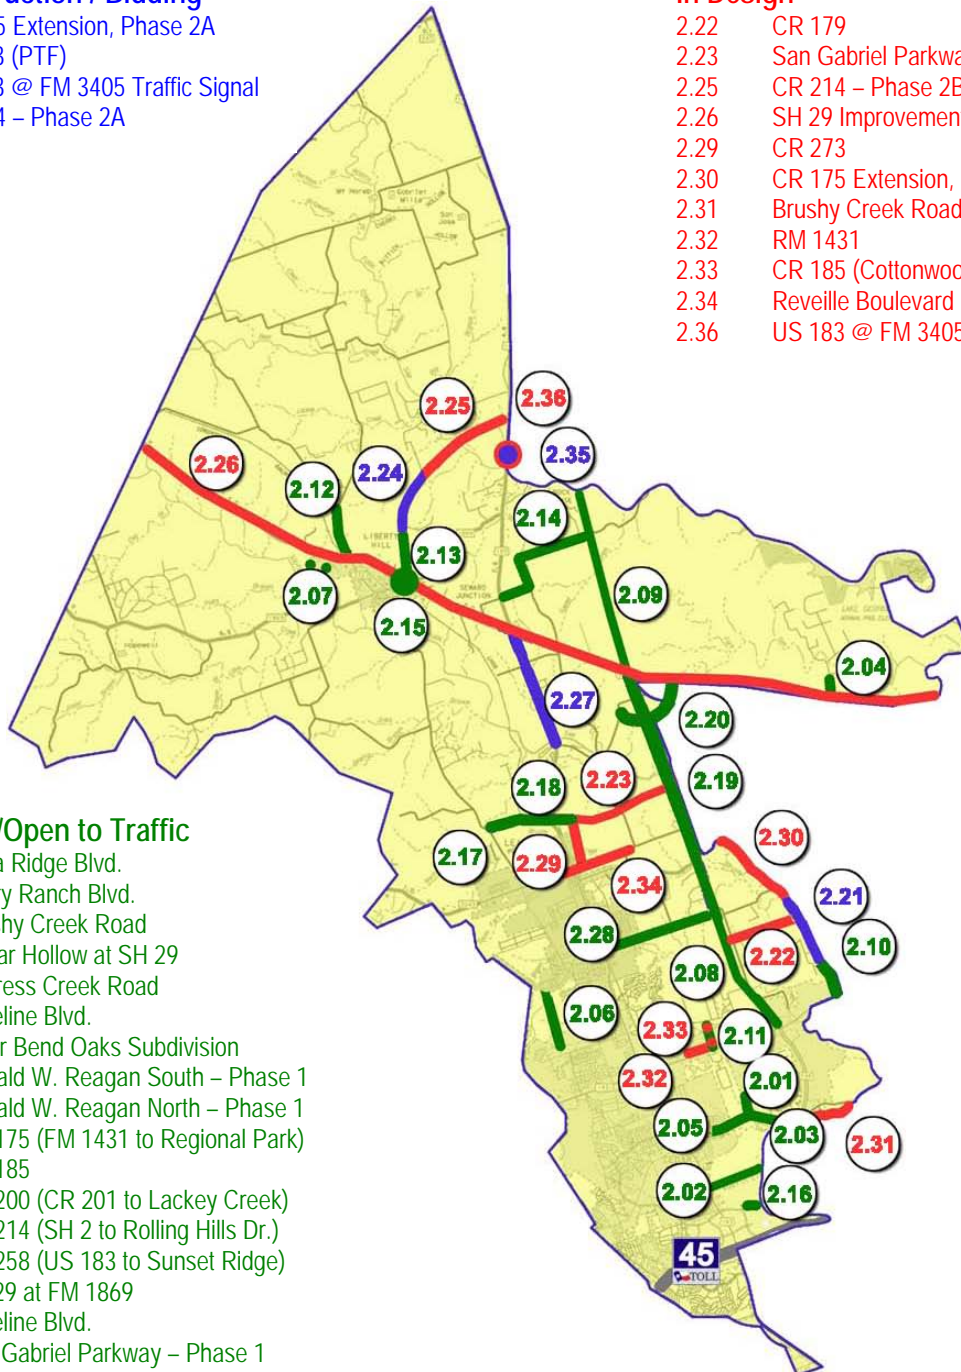 5 Extension, Phase 2A
3 (PTF)
3 @ FM 3405 Traffic Signal
4 – Phase 2A
In Design
2.22 CR 179
2.23 San Gabriel Parkwa
2.25 CR 214 – Phase 2B
2.26 SH 29 Improvemen
2.29 CR 273
2.30 CR 175 Extension,
2.31 Brushy Creek Road
2.32 RM 1431
2.33 CR 185 (Cottonwoo
2.34 Reveille Boulevard
2.36 US 183 @ FM 3405
2.25
2.36
2.26
2.24
2.35
2.12
2.14
2.13
2.07
2.09
2.15
2.04
2.27
2.20
2.18
2.23
2.19
2.17
2.29
2.30
2.34
2.21
2.28
2.10
2.08
2.22
2.06
2.33
2.11
2.32
2.01
2.05
2.03
2.31
2.02
2.16
LIBERTY
HILL
SEWARD
JUNCTION
45
TOLL
/Open to Traffic
a Ridge Blvd.
y Ranch Blvd.
hy Creek Road
ar Hollow at SH 29
ress Creek Road
eline Blvd.
r Bend Oaks Subdivision
ald W. Reagan South – Phase 1
ald W. Reagan North – Phase 1
175 (FM 1431 to Regional Park)
185
200 (CR 201 to Lackey Creek)
214 (SH 2 to Rolling Hills Dr.)
258 (US 183 to Sunset Ridge)
29 at FM 1869
eline Blvd.
Gabriel Parkway – Phase 1